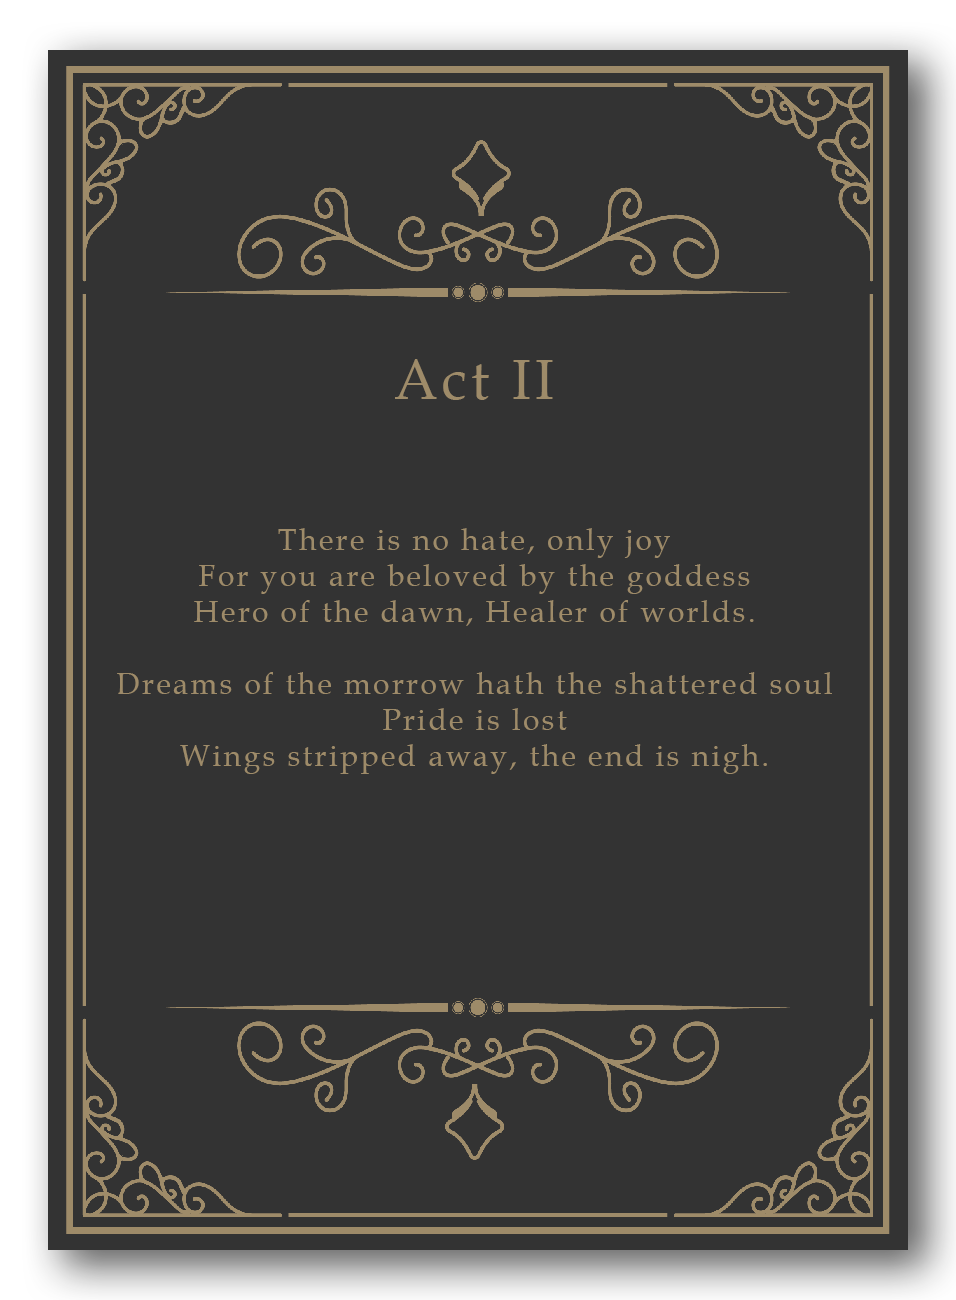 Act II
There is no hate, only joy
For you are beloved by the goddess
Hero of the dawn, Healer of worlds.
Dreams of the morrow hath the shattered soul
Pride is lost
Wings stripped away, the end is nigh.